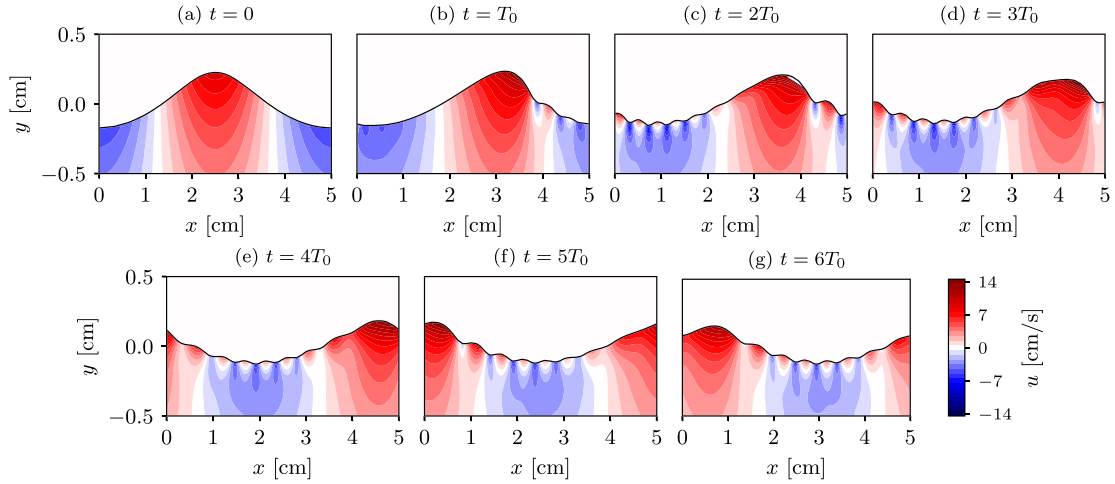 (a) t = 0
(b) t = T₀
(c) t = 2T₀
(d) t = 3T₀
0.5
0.0
−0.5
y [cm]
0 1 2 3 4 5
0 1 2 3 4 5
0 1 2 3 4 5
0 1 2 3 4 5
x [cm]
x [cm]
x [cm]
x [cm]
(e) t = 4T₀
(f) t = 5T₀
(g) t = 6T₀
0.5
0.0
−0.5
y [cm]
0 1 2 3 4 5
0 1 2 3 4 5
0 1 2 3 4 5
x [cm]
x [cm]
x [cm]
14
7
0
−7
−14
u [cm/s]